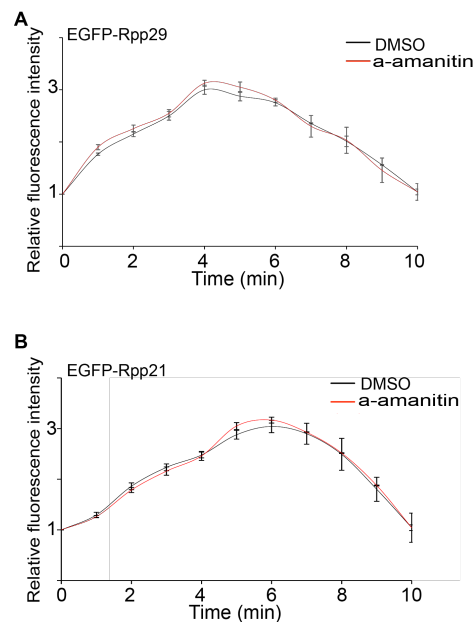 A
EGFP-Rpp29
DMSO
a-amanitin
Relative fluorescence intensity
3
1
0 2 4 6 8 10
Time (min)
B
EGFP-Rpp21
DMSO
a-amanitin
Relative fluorescence intensity
3
1
0 2 4 6 8 10
Time (min)